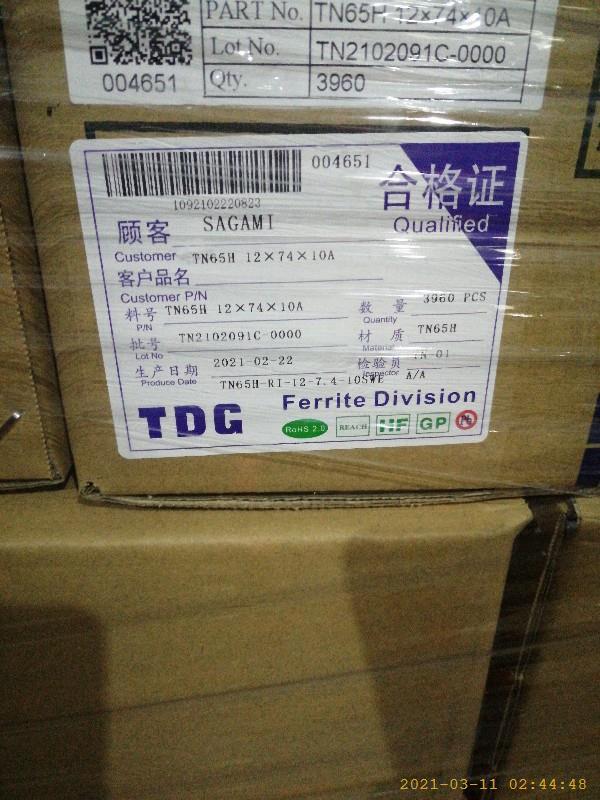 PART No. TN65H 12×74×10A
Lot No. TN2102091C-0000
004651 Qty. 3960
004651
合格证
1092102220823
Qualified
顾客 SAGAMI
Customer TN65H 12×74×10A
客户品名
Customer P/N
料号 TN65H 12×74×10A 数量 3960 PCS
P/N Quantity
批号 TN2102091C-0000 材质 TN65H
Lot No Material
生产日期 2021-02-22 检验员 01
Produce Date TN65H-RI-12-7.4-10SWE Inspector A/A
TDG Ferrite Division
RoHS 2.0 REACH HF GP Pb
2021-03-11 02:44:48